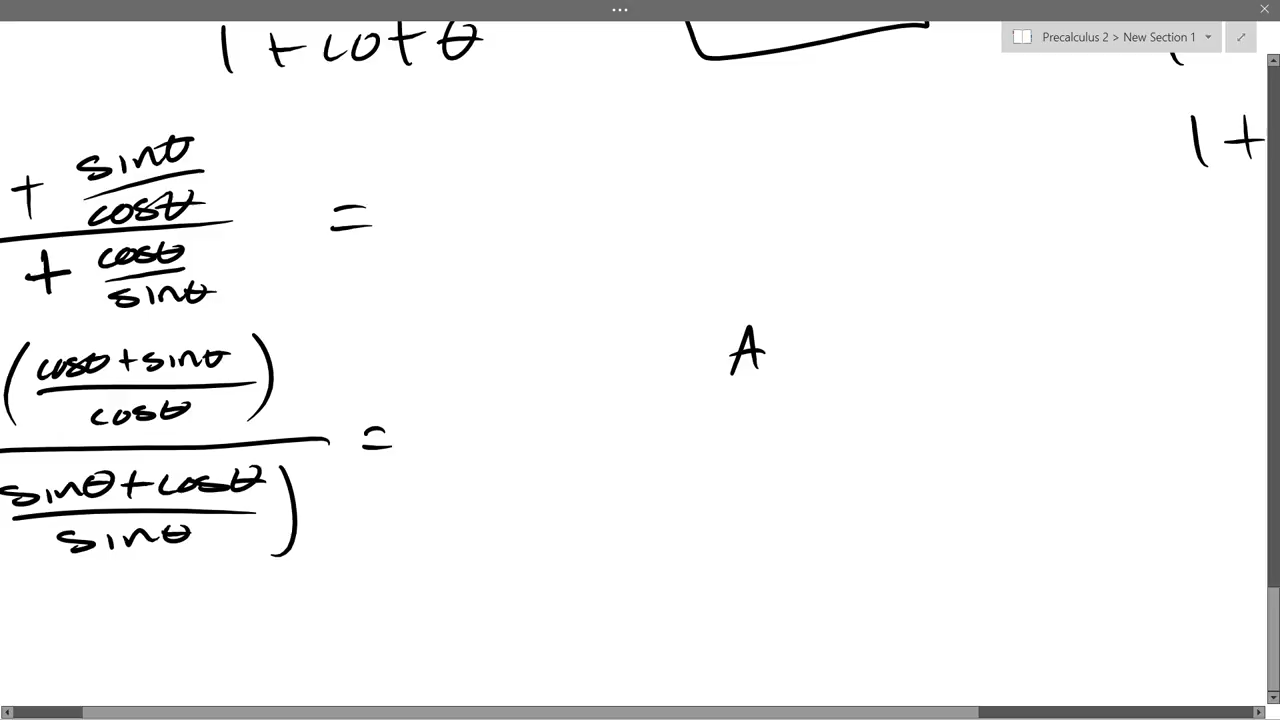 ...
Precalculus 2 > New Section 1
1 + cot θ
1 +
+ sinθ/cosθ =
+ cosθ/sinθ
A
(cosθ + sinθ / cosθ)
=
sinθ + cosθ / sinθ)